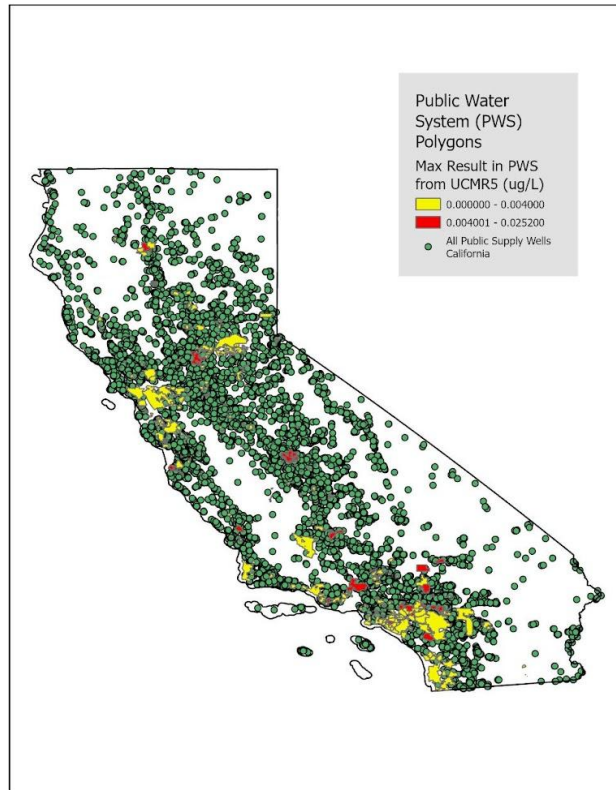 Public Water
System (PWS)
Polygons
Max Result in PWS
from UCMR5 (ug/L)
0.000000 - 0.004000
0.004001 - 0.025200
All Public Supply Wells
California